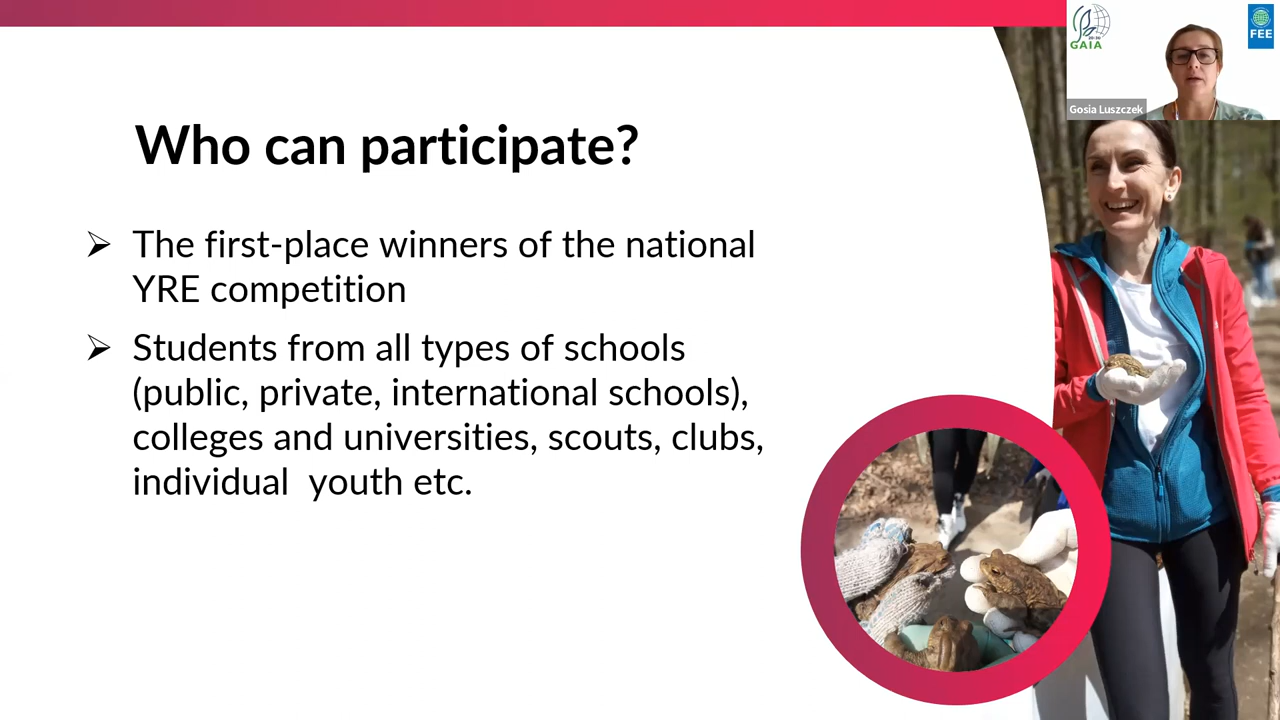 Who can participate?
➢ The first-place winners of the national
YRE competition
➢ Students from all types of schools
(public, private, international schools),
colleges and universities, scouts, clubs,
individual  youth etc.
GAIA
FEE
Gosia Luszczek